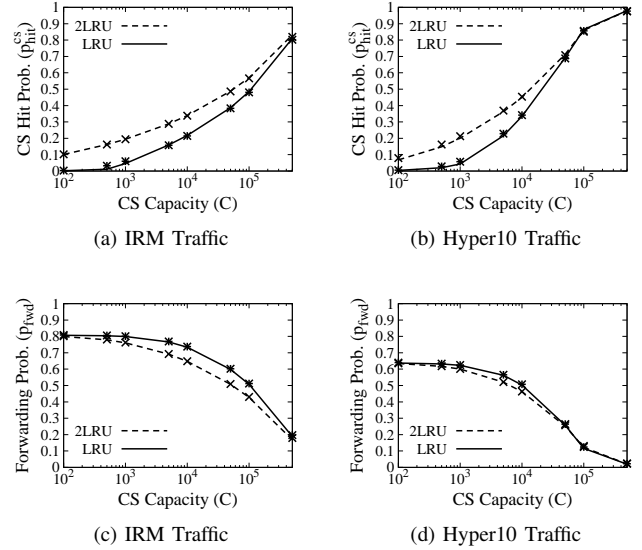 CS Hit Prob. (p_hit^cs)
1
0.9
0.8
0.7
0.6
0.5
0.4
0.3
0.2
0.1
0
2LRU
LRU
10^2 10^3 10^4 10^5
CS Capacity (C)
(a) IRM Traffic
CS Hit Prob. (p_hit^cs)
1
0.9
0.8
0.7
0.6
0.5
0.4
0.3
0.2
0.1
0
2LRU
LRU
10^2 10^3 10^4 10^5
CS Capacity (C)
(b) Hyper10 Traffic
Forwarding Prob. (p_fwd)
1
0.9
0.8
0.7
0.6
0.5
0.4
0.3
0.2
0.1
0
2LRU
LRU
10^2 10^3 10^4 10^5
CS Capacity (C)
(c) IRM Traffic
Forwarding Prob. (p_fwd)
1
0.9
0.8
0.7
0.6
0.5
0.4
0.3
0.2
0.1
0
2LRU
LRU
10^2 10^3 10^4 10^5
CS Capacity (C)
(d) Hyper10 Traffic